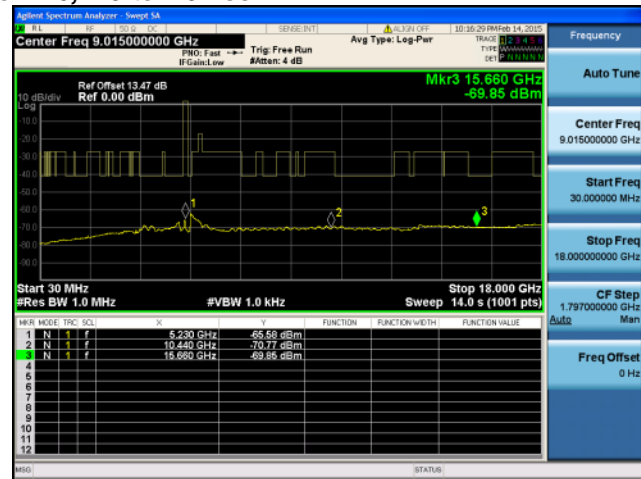 Agilent Spectrum Analyzer - Swept SA
RL RF 50 Ω DC SENSE:INT ALIGN OFF 10:16:29 PM Feb 14, 2015
Center Freq 9.015000000 GHz
PNO: Fast
IFGain:Low
Trig: Free Run
#Atten: 4 dB
Avg Type: Log-Pwr
TRACE 1 2 3 4 5 6
TYPE
DET P N N N N N
Ref Offset 13.47 dB
Ref 0.00 dBm
Mkr3 15.660 GHz
-69.85 dBm
10 dB/div
Log
-10.0
-20.0
-30.0
-40.0
-50.0
-60.0
-70.0
-80.0
-90.0
1
2
3
Start 30 MHz
Stop 18.000 GHz
#Res BW 1.0 MHz
#VBW 1.0 kHz
Sweep 14.0 s (1001 pts)
MKR MODE TRC SCL X Y FUNCTION FUNCTION WIDTH FUNCTION VALUE
1 N 1 f 5.230 GHz -65.58 dBm
2 N 1 f 10.440 GHz -70.77 dBm
3 N 1 f 15.660 GHz -69.85 dBm
4
5
6
7
8
9
10
11
12
MSG
STATUS
Frequency
Auto Tune
Center Freq
9.015000000 GHz
Start Freq
30.000000 MHz
Stop Freq
18.000000000 GHz
CF Step
1.797000000 GHz
Auto Man
Freq Offset
0 Hz